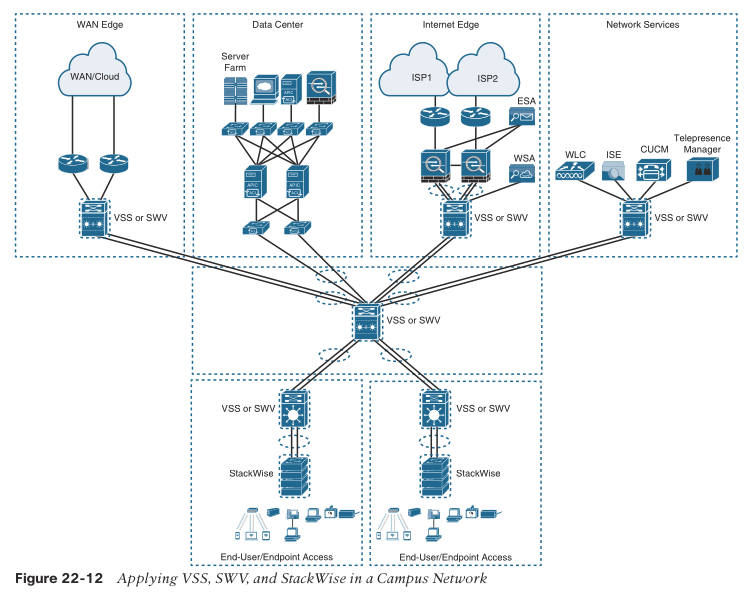 WAN Edge
Data Center
Internet Edge
Network Services
WAN/Cloud
Server
Farm
APIC
ISP1
ISP2
ESA
WSA
WLC
ISE
CUCM
Telepresence
Manager
APIC
APIC
VSS or SWV
VSS or SWV
VSS or SWV
VSS or SWV
VSS or SWV
VSS or SWV
StackWise
StackWise
End-User/Endpoint Access
End-User/Endpoint Access
Figure 22-12 Applying VSS, SWV, and StackWise in a Campus Network